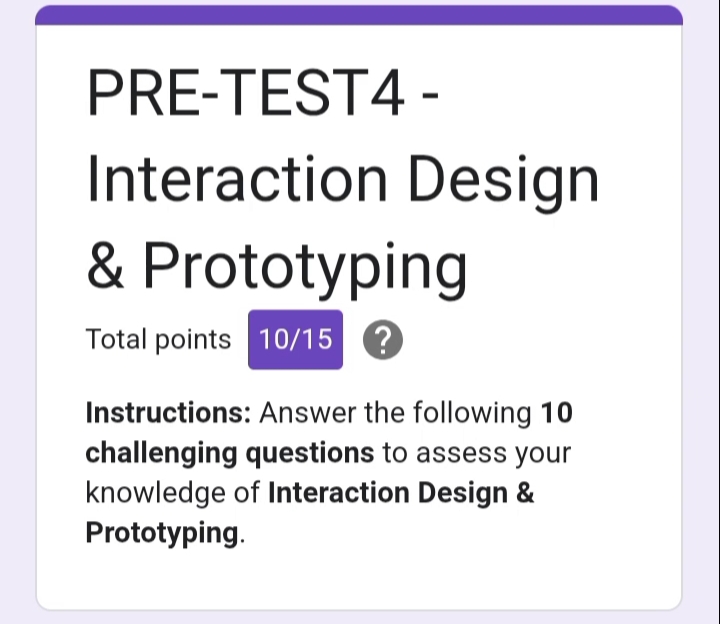 PRE-TEST4 -
Interaction Design
& Prototyping
Total points 10/15 ?
Instructions: Answer the following 10
challenging questions to assess your
knowledge of Interaction Design &
Prototyping.